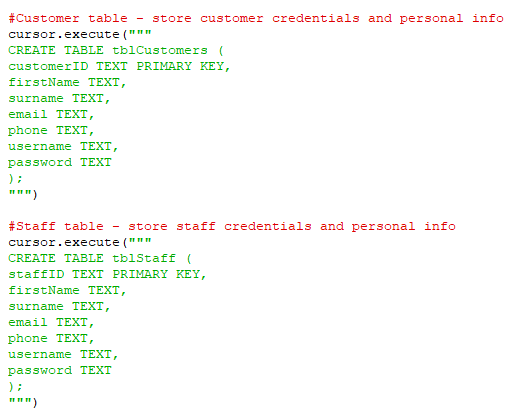 #Customer table - store customer credentials and personal info
cursor.execute("""
CREATE TABLE tblCustomers (
customerID TEXT PRIMARY KEY,
firstName TEXT,
surname TEXT,
email TEXT,
phone TEXT,
username TEXT,
password TEXT
);
""")

#Staff table - store staff credentials and personal info
cursor.execute("""
CREATE TABLE tblStaff (
staffID TEXT PRIMARY KEY,
firstName TEXT,
surname TEXT,
email TEXT,
phone TEXT,
username TEXT,
password TEXT
);
""")